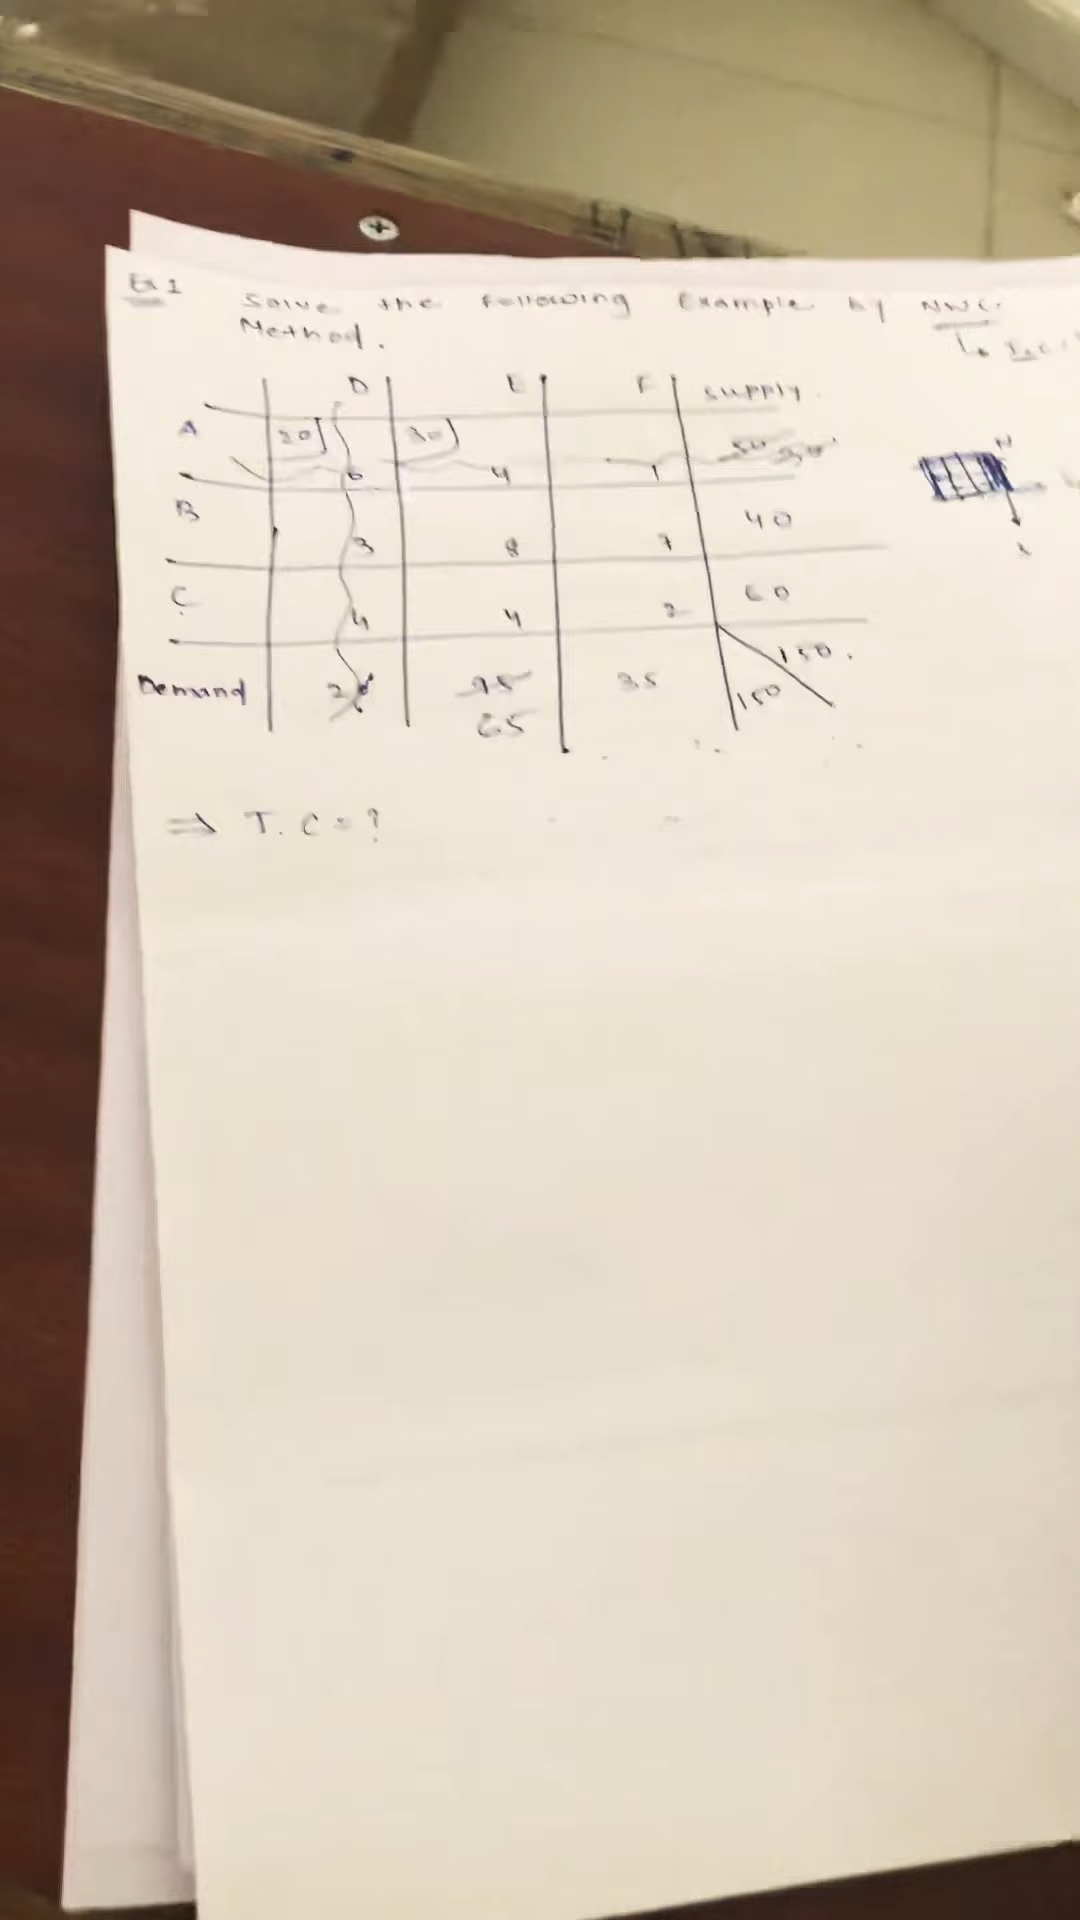 Ex 1 Solve the following Example by NWC
Method.
D E F supply.
A 20 30 50 30
6 4 1
B 40
3 8 7
C 60
4 4 2
150.
Demand 20 95 35 150
65
⇒ T.C = ?
N